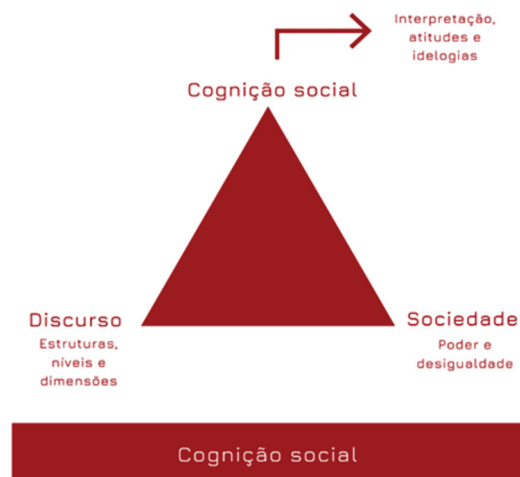 Interpretação,
atitudes e
idelogias
Cognição social
Discurso
Estruturas,
níveis e
dimensões
Sociedade
Poder e
desigualdade
Cognição social